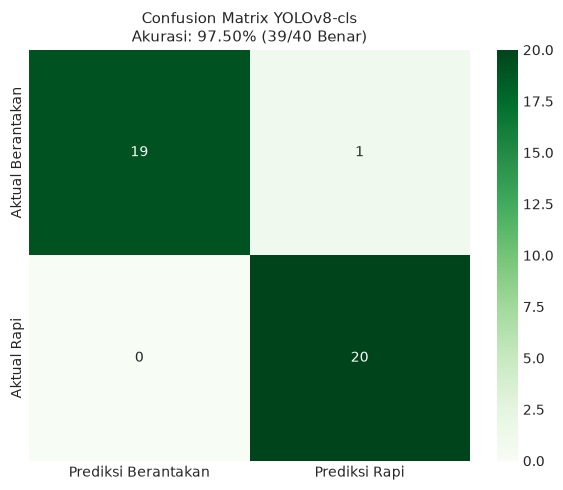 Confusion Matrix YOLOv8-cls
Akurasi: 97.50% (39/40 Benar)
Aktual Berantakan
19
1
Aktual Rapi
0
20
Prediksi Berantakan
Prediksi Rapi
20.0
17.5
15.0
12.5
10.0
7.5
5.0
2.5
0.0